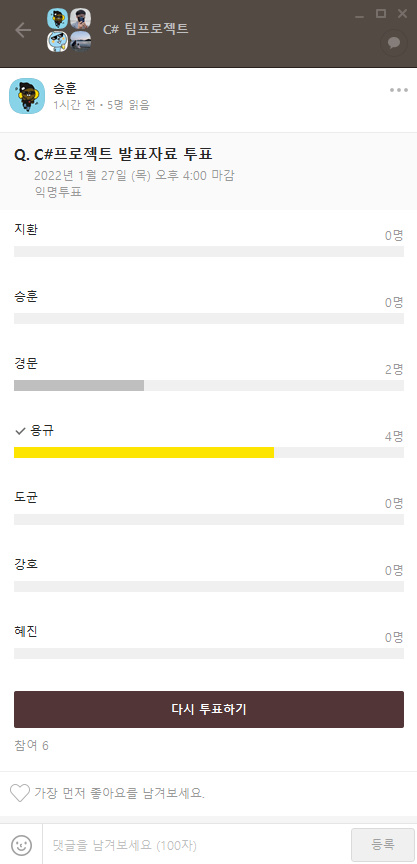 C# 팀프로젝트
승훈
1시간 전 • 5명 읽음
Q. C#프로젝트 발표자료 투표
2022년 1월 27일 (목) 오후 4:00 마감
익명투표
지환
0명
승훈
0명
경문
2명
용규
4명
도균
0명
강호
0명
혜진
0명
다시 투표하기
참여 6
가장 먼저 좋아요를 남겨보세요.
댓글을 남겨보세요 (100자)
등록